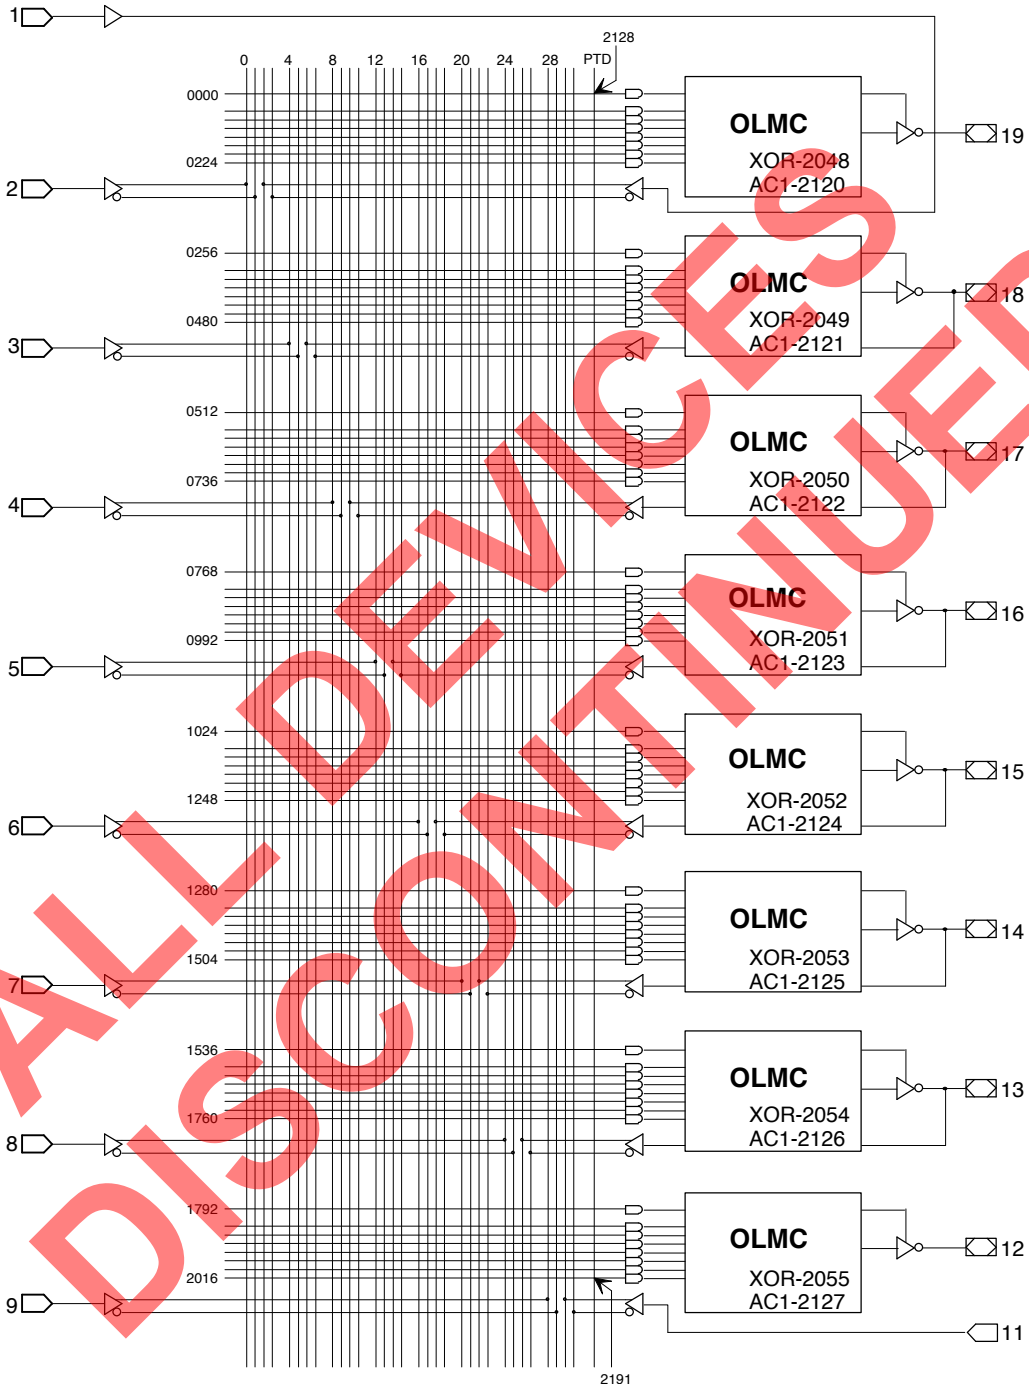 1
2128
0 4 8 12 16 20 24 28 PTD
0000
OLMC
19
XOR-2048
0224
AC1-2120
2
0256
OLMC
18
XOR-2049
0480
AC1-2121
3
0512
OLMC
17
XOR-2050
0736
AC1-2122
4
0768
OLMC
16
XOR-2051
0992
AC1-2123
5
1024
OLMC
15
XOR-2052
1248
AC1-2124
6
1280
OLMC
14
XOR-2053
1504
AC1-2125
7
1536
OLMC
13
XOR-2054
1760
AC1-2126
8
1792
OLMC
12
XOR-2055
2016
AC1-2127
9
11
2191
ALL DEVICES
DISCONTINUED